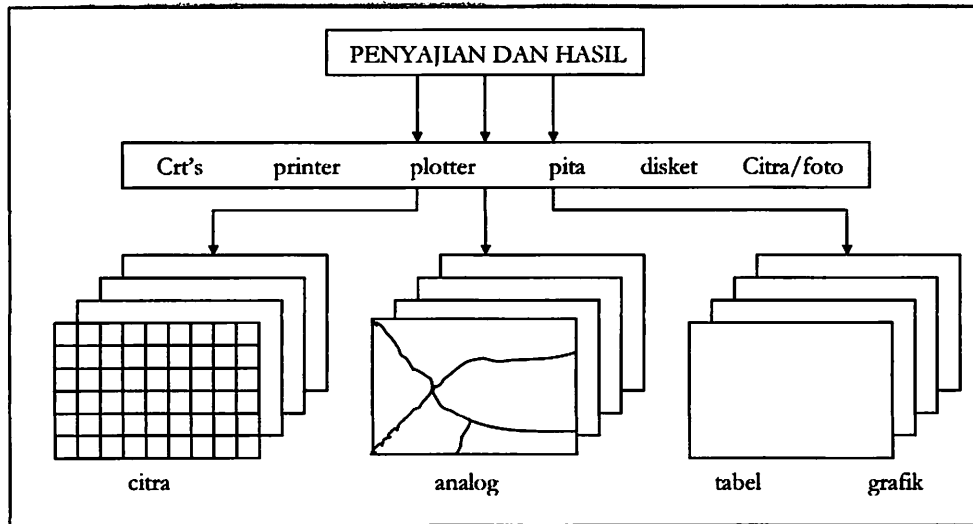 PENYAJIAN DAN HASIL
Crt's printer plotter pita disket Citra/foto
citra analog tabel grafik